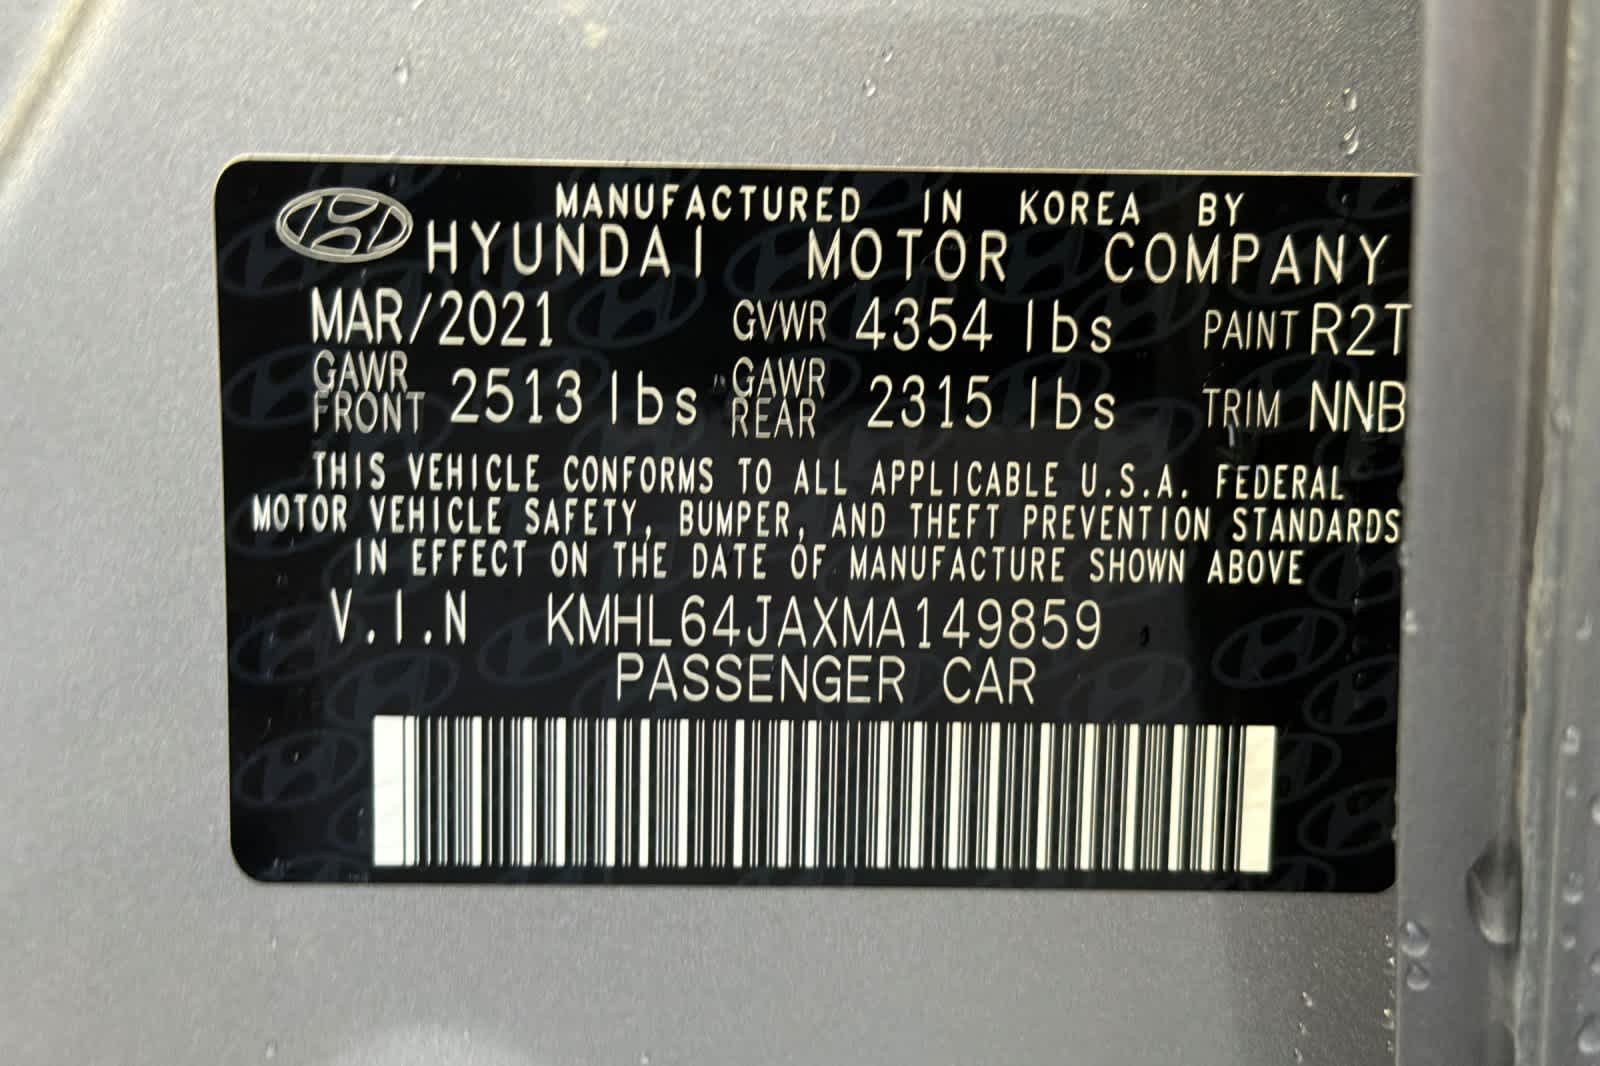 MANUFACTURED IN KOREA BY
HYUNDAI MOTOR COMPANY
MAR/2021 GVWR 4354 lbs PAINT R2T
GAWR FRONT 2513 lbs GAWR REAR 2315 lbs TRIM NNB
THIS VEHICLE CONFORMS TO ALL APPLICABLE U.S.A. FEDERAL
MOTOR VEHICLE SAFETY, BUMPER, AND THEFT PREVENTION STANDARDS
IN EFFECT ON THE DATE OF MANUFACTURE SHOWN ABOVE
V.I.N KMHL64JAXMA149859
PASSENGER CAR